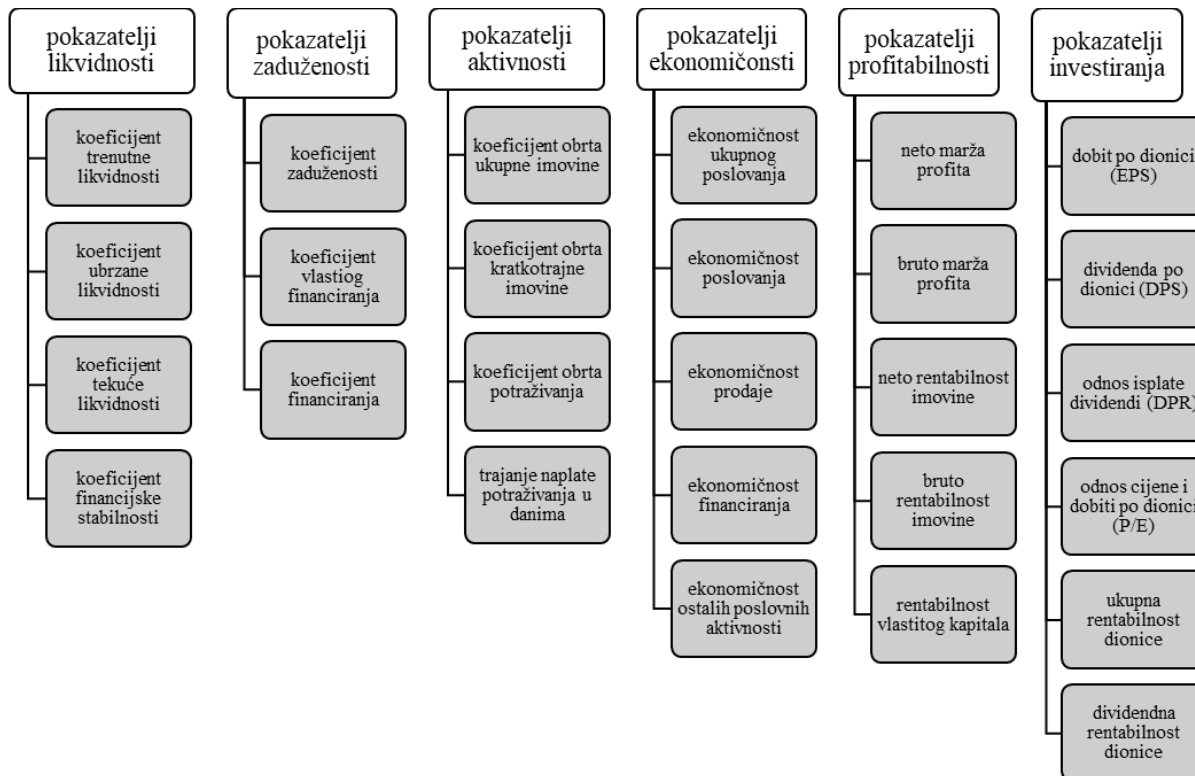 pokazatelji
likvidnosti
koeficijent
trenutne
likvidnosti
koeficijent
ubrzane
likvidnosti
koeficijent
tekuće
likvidnosti
koeficijent
financijske
stabilnosti
pokazatelji
zaduženosti
koeficijent
zaduženosti
koeficijent
vlastiog
financiranja
koeficijent
financiranja
pokazatelji
aktivnosti
koeficijent obrta
ukupne imovine
koeficijent obrta
kratkotrajne
imovine
koeficijent obrta
potraživanja
trajanje naplate
potraživanja u
danima
pokazatelji
ekonomičonsti
ekonomičnost
ukupnog
poslovanja
ekonomičnost
poslovanja
ekonomičnost
prodaje
ekonomičnost
financiranja
ekonomičnost
ostalih poslovnih
aktivnosti
pokazatelji
profitabilnosti
neto marža
profita
bruto marža
profita
neto rentabilnost
imovine
bruto
rentabilnost
imovine
rentabilnost
vlastitog kapitala
pokazatelji
investiranja
dobit po dionici
(EPS)
dividenda po
dionici (DPS)
odnos isplate
dividendi (DPR)
odnos cijene i
dobiti po dionici
(P/E)
ukupna
rentabilnost
dionice
dividendna
rentabilnost
dionice